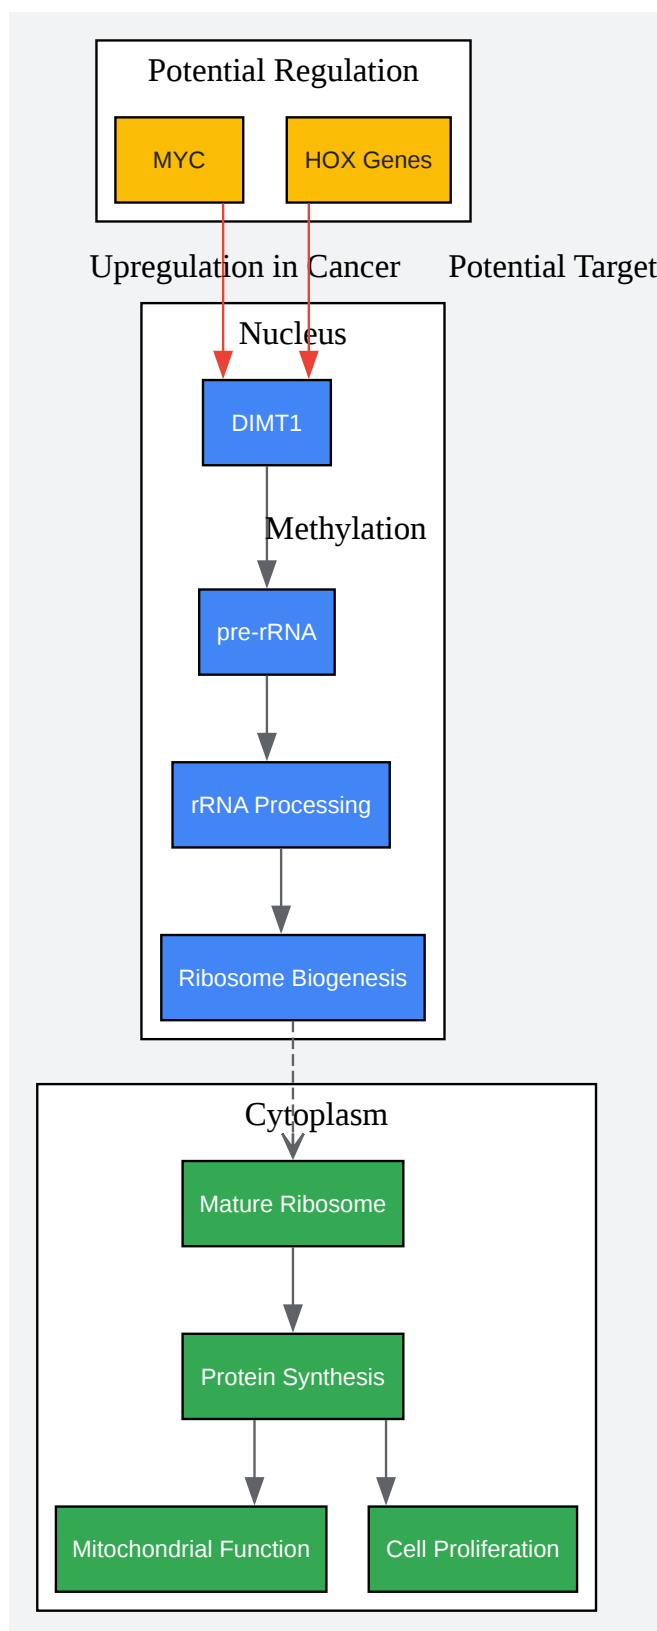 Potential Regulation
MYC
HOX Genes
Upregulation in Cancer
Potential Target
Nucleus
DIMT1
Methylation
pre-rRNA
rRNA Processing
Ribosome Biogenesis
Cytoplasm
Mature Ribosome
Protein Synthesis
Mitochondrial Function
Cell Proliferation